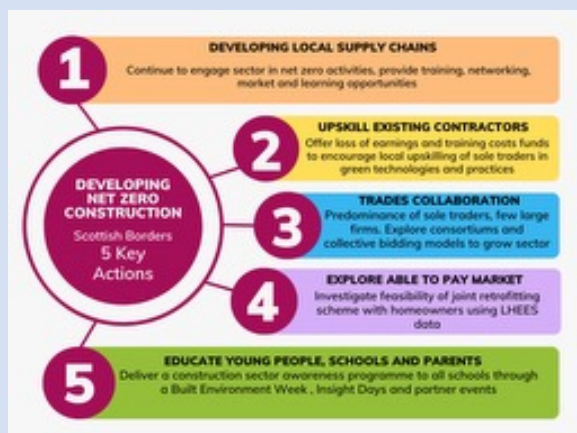 DEVELOPING
NET ZERO
CONSTRUCTION
Scottish Borders
5 Key
Actions
1
DEVELOPING LOCAL SUPPLY CHAINS
Continue to engage sector in net zero activities, provide training, networking,
market and learning opportunities
2
UPSKILL EXISTING CONTRACTORS
Offer loss of earnings and training costs funds
to encourage local upskilling of sole traders in
green technologies and practices
3
TRADES COLLABORATION
Predominance of sole traders, few large
firms. Explore consortiums and
collective bidding models to grow sector
4
EXPLORE ABLE TO PAY MARKET
Investigate feasibility of joint retrofitting
scheme with homeowners using LHEES
data
5
EDUCATE YOUNG PEOPLE, SCHOOLS AND PARENTS
Deliver a construction sector awareness programme to all schools through
a Built Environment Week , Insight Days and partner events